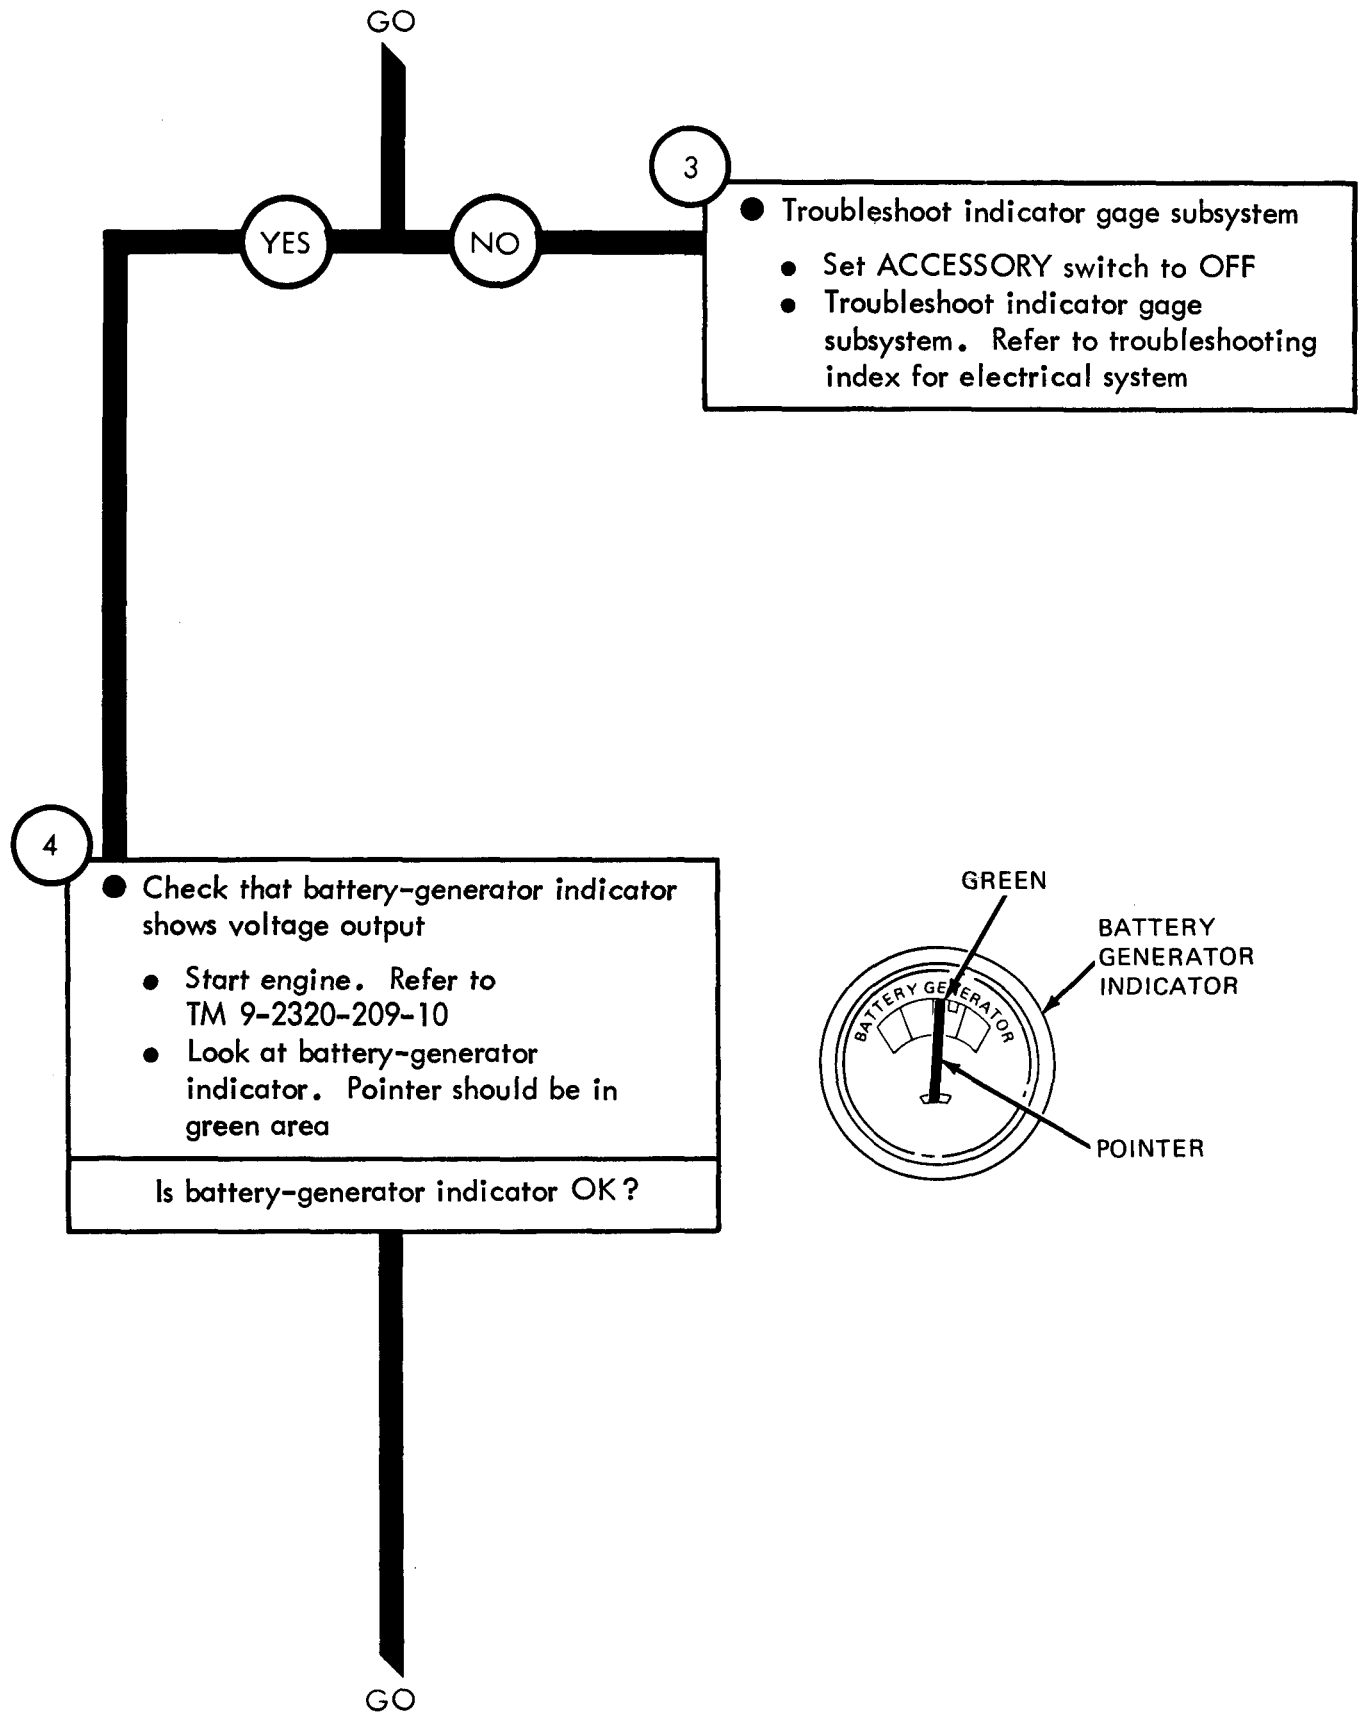 GO
3
YES
NO
● Troubleshoot indicator gage subsystem
● Set ACCESSORY switch to OFF
● Troubleshoot indicator gage
subsystem. Refer to troubleshooting
index for electrical system
4
● Check that battery-generator indicator
shows voltage output
● Start engine. Refer to
TM 9-2320-209-10
● Look at battery-generator
indicator. Pointer should be in
green area
Is battery-generator indicator OK?
GREEN
BATTERY
GENERATOR
INDICATOR
BATTERY GENERATOR
POINTER
GO